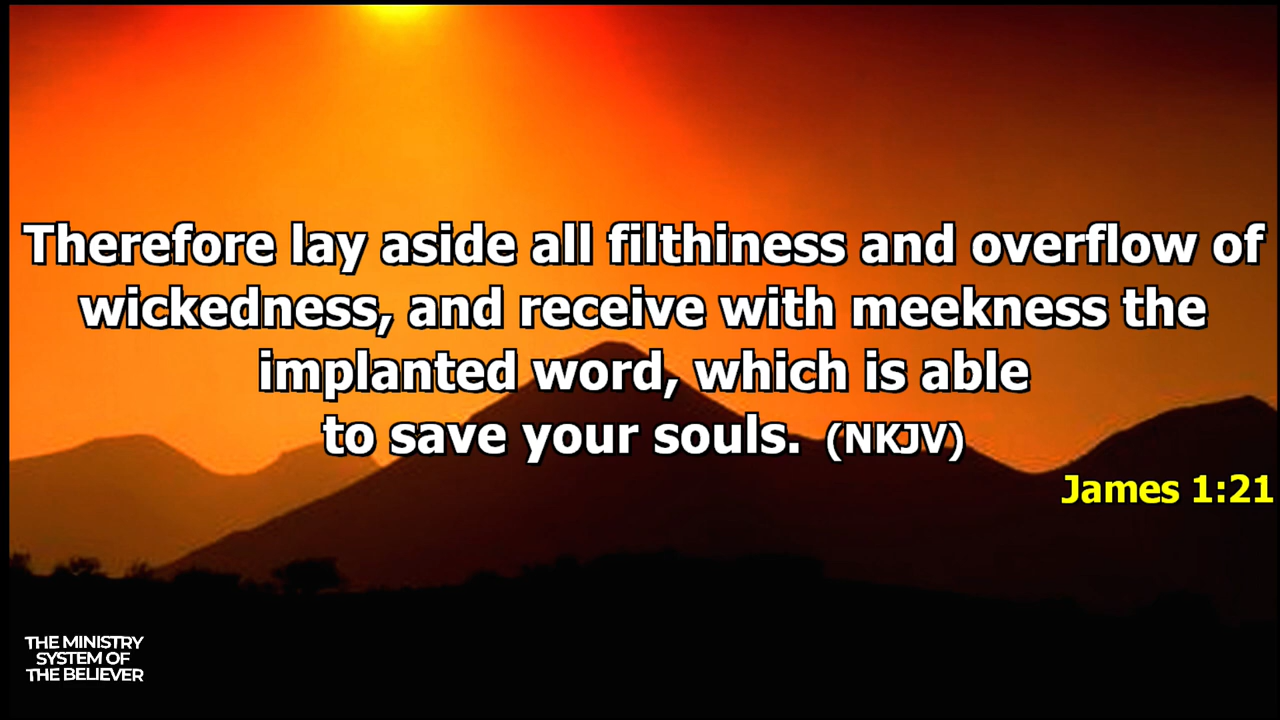 Therefore lay aside all filthiness and overflow of
wickedness, and receive with meekness the
implanted word, which is able
to save your souls. (NKJV)
James 1:21
THE MINISTRY
SYSTEM OF
THE BELIEVER